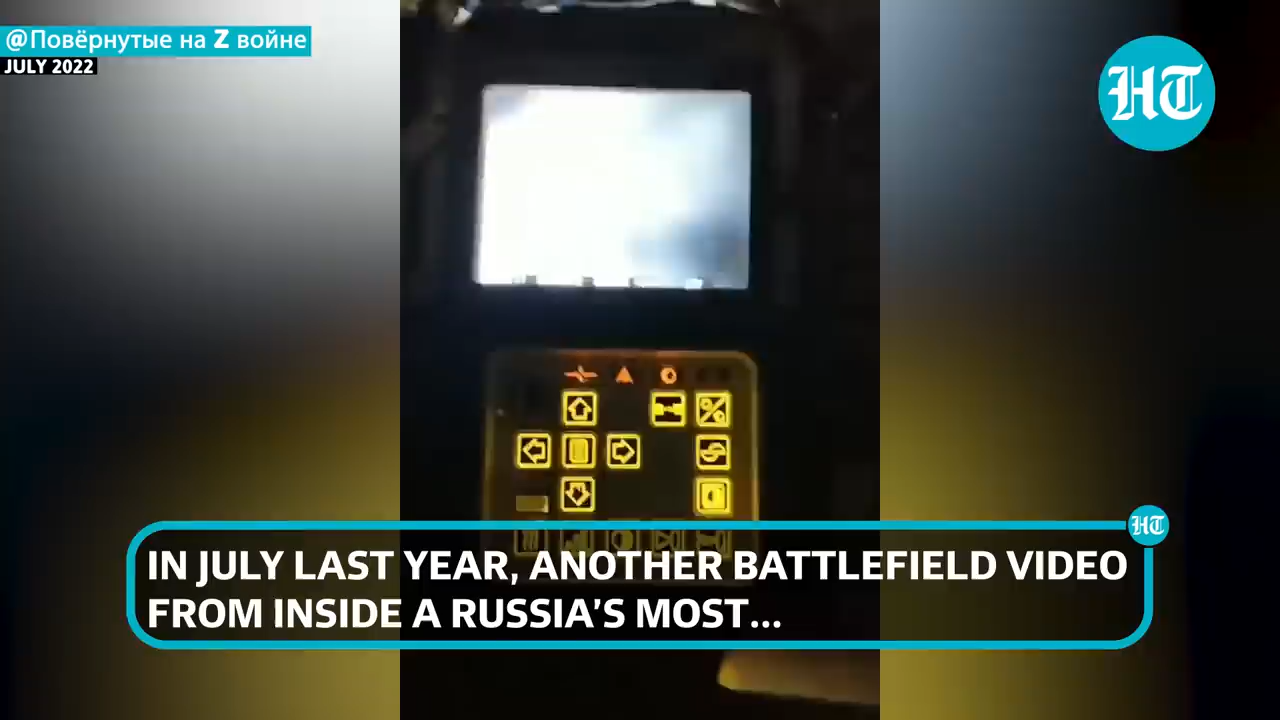 @Повёрнутые на Z войне
JULY 2022
HT
HT
IN JULY LAST YEAR, ANOTHER BATTLEFIELD VIDEO
FROM INSIDE A RUSSIA'S MOST...